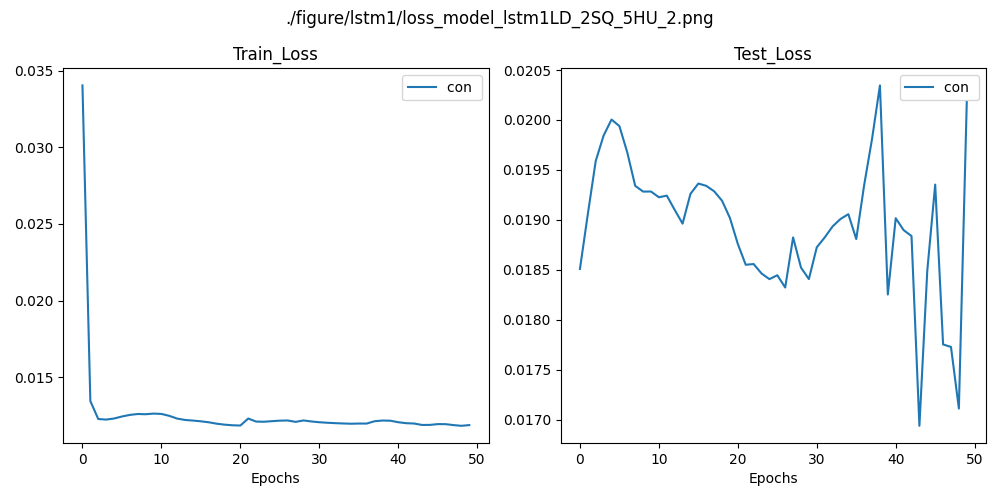 ./figure/lstm1/loss_model_lstm1LD_2SQ_5HU_2.png
Train_Loss
con
0.035
0.030
0.025
0.020
0.015
0 10 20 30 40 50
Epochs
Test_Loss
con
0.0205
0.0200
0.0195
0.0190
0.0185
0.0180
0.0175
0.0170
0 10 20 30 40 50
Epochs